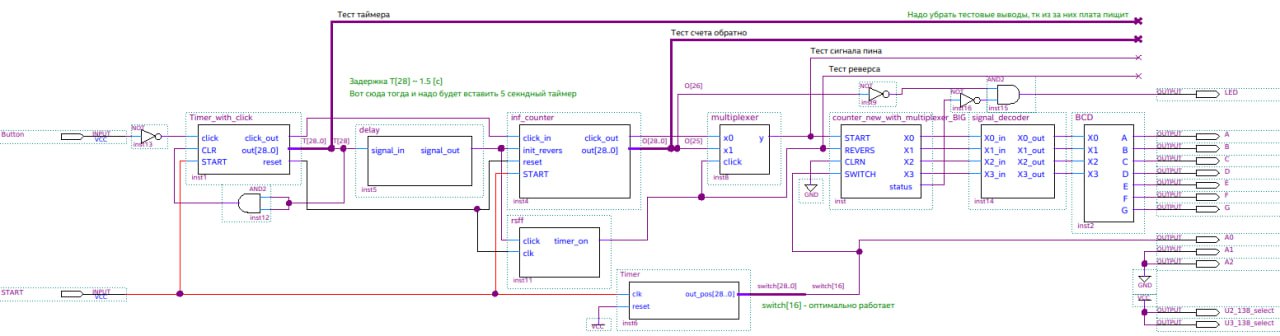 Тест таймера
Надо убрать тестовые выводы, тк из за них плата пищит
Тест счета обратно
Тест сигнала пина
Тест реверса
Задержка T[28] ~ 1.5 [с]
Вот сюда тогда и надо будет вставить 5 секндный таймер
O[26]
NOT
inst9
NOT
inst16
AND2
inst15
OUTPUT
LED
Button
INPUT
VCC
NOT
inst13
Timer_with_click
click
CLR
START
click_out
out[28..0]
reset
inst1
T[28..0]
T[28]
AND2
inst12
delay
signal_in
signal_out
inst5
inf_counter
click_in
init_revers
reset
START
click_out
out[28..0]
inst4
O[28..0]
O[25]
rsff
click
clk
timer_on
inst11
multiplexer
x0
x1
click
y
inst8
GND
counter_new_with_multiplexer_BIG
START
REVERS
CLRN
SWITCH
X0
X1
X2
X3
status
inst
signal_decoder
X0_in
X1_in
X2_in
X3_in
X0_out
X1_out
X2_out
X3_out
inst14
BCD
X0
X1
X2
X3
A
B
C
D
E
F
G
inst2
OUTPUT
A
OUTPUT
B
OUTPUT
C
OUTPUT
D
OUTPUT
E
OUTPUT
F
OUTPUT
G
OUTPUT
A0
OUTPUT
A1
OUTPUT
A2
GND
VCC
OUTPUT
U2_138_select
OUTPUT
U3_138_select
START
INPUT
VCC
Timer
clk
reset
out_pos[28..0]
inst6
VCC
switch[28..0]
switch[16]
switch[16] - оптимально работает